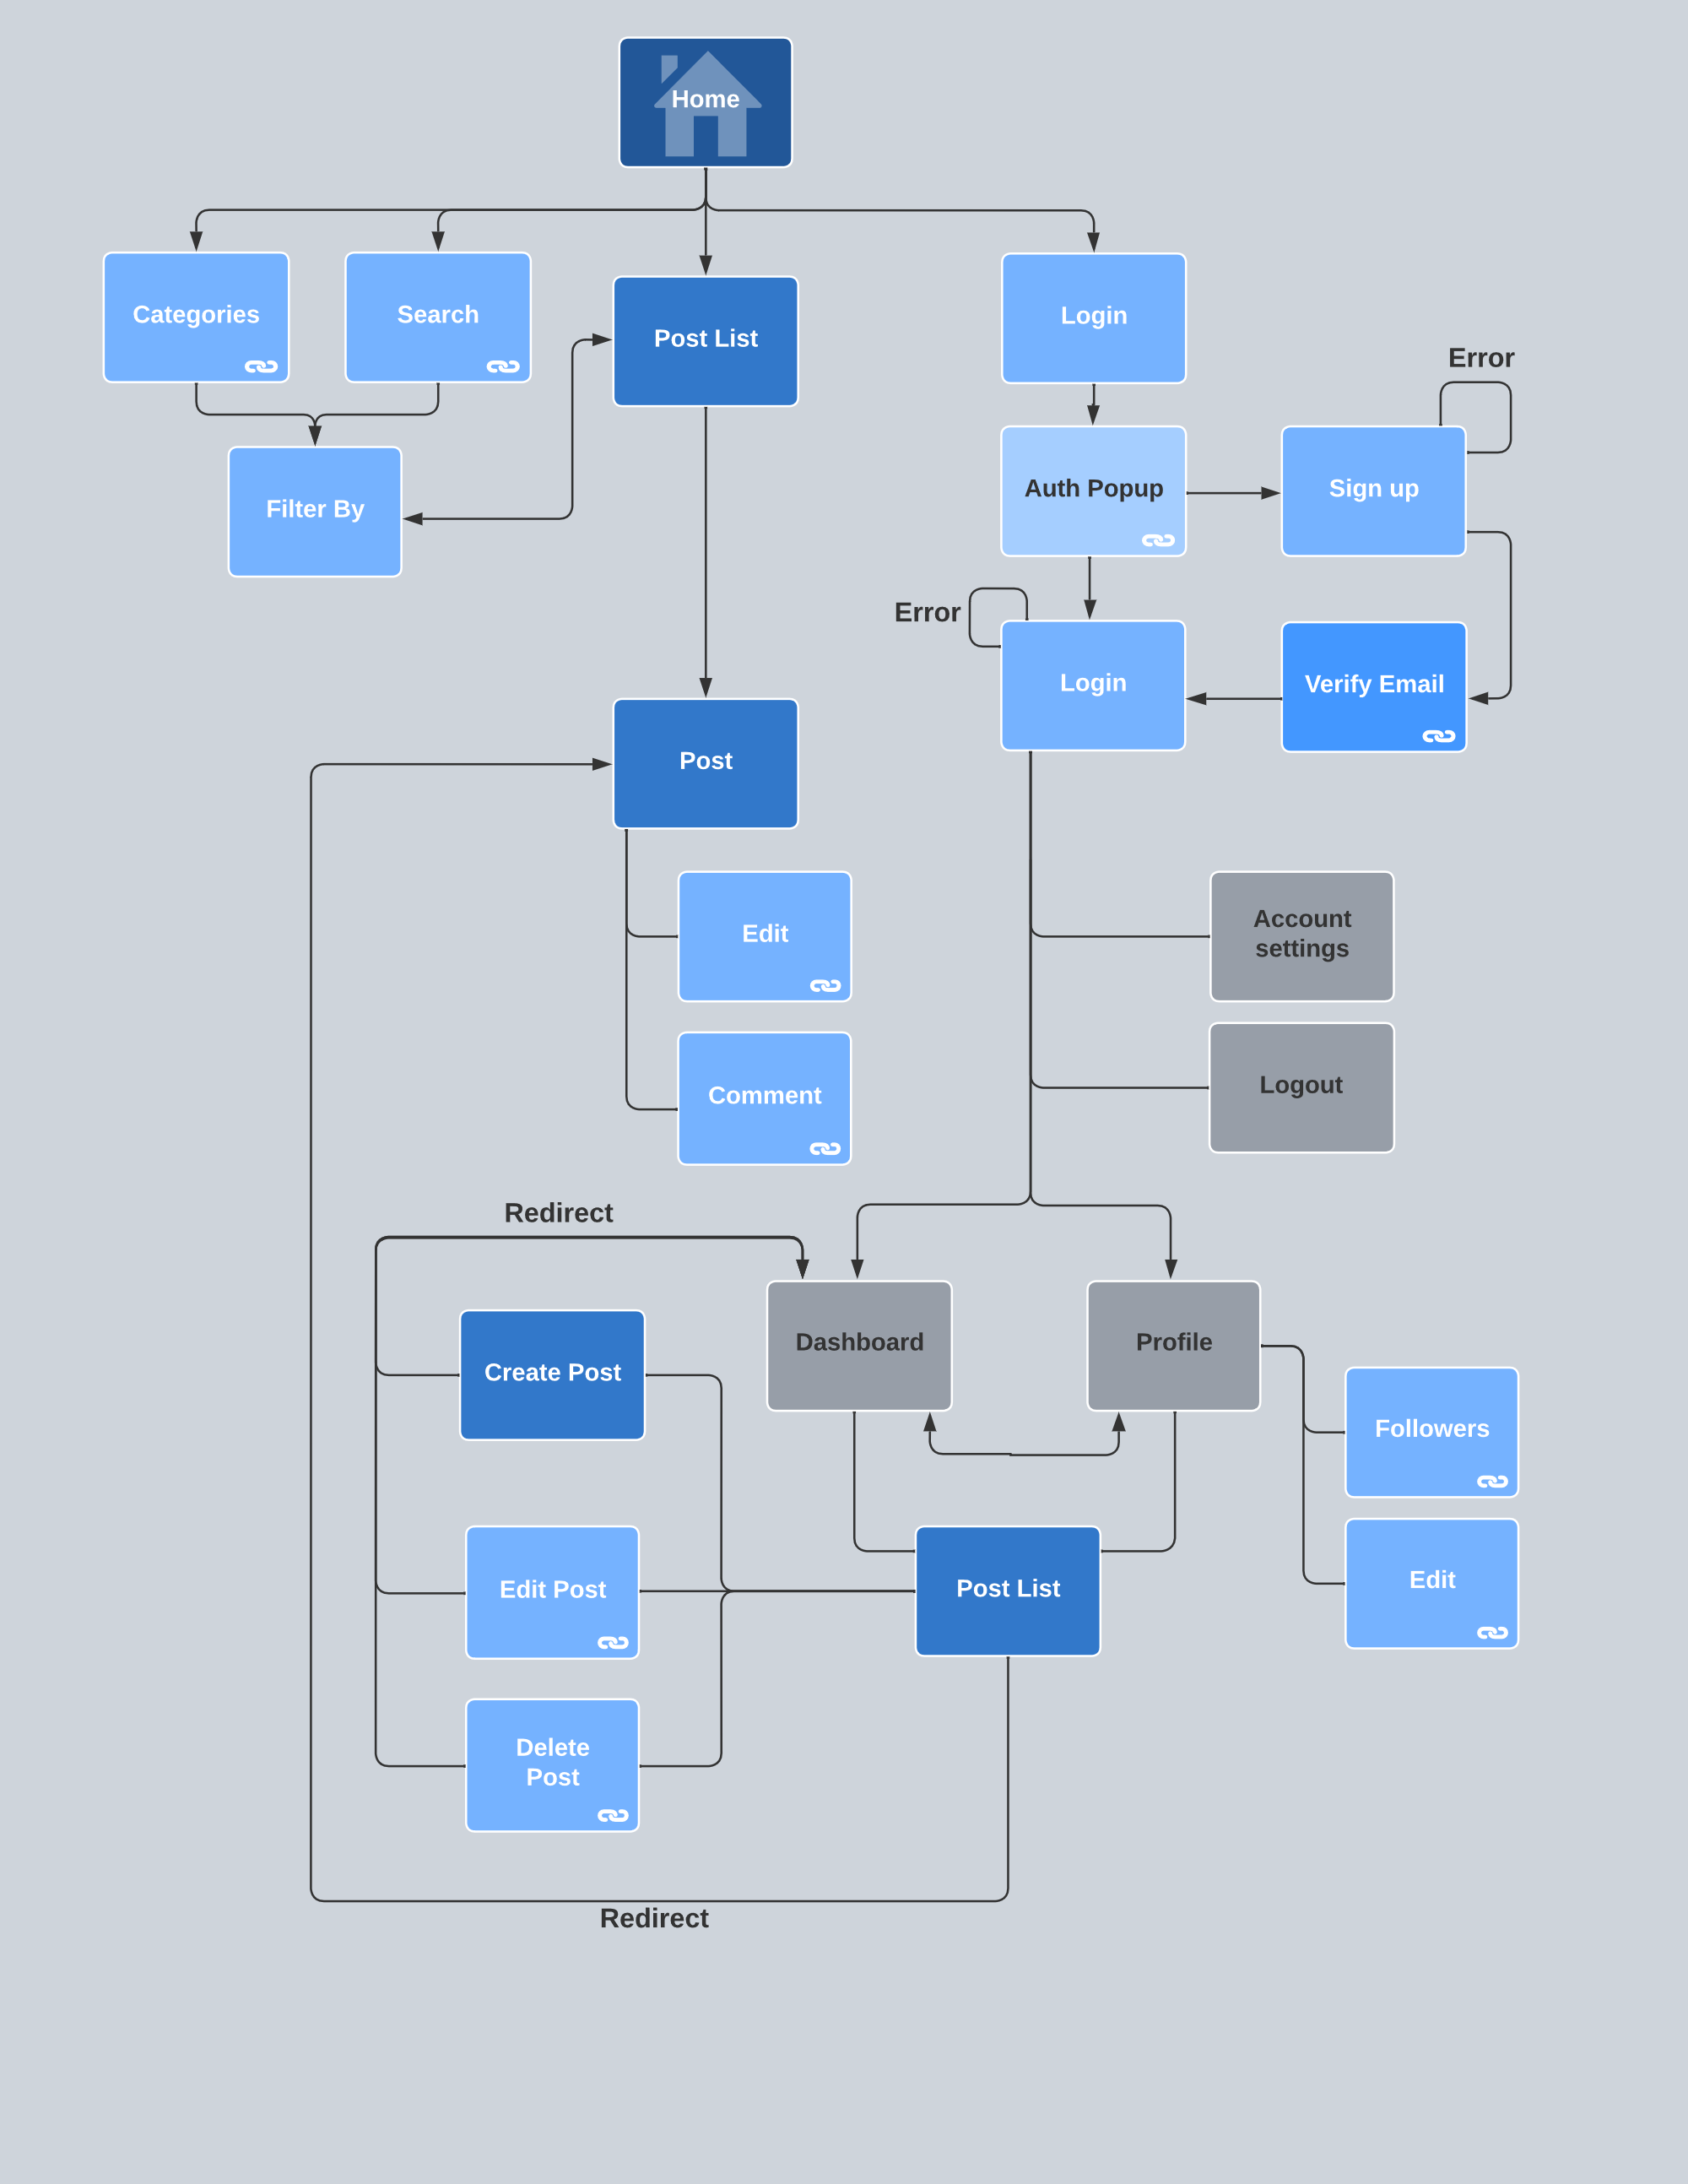 Home
Categories
Search
Post List
Login
Error
Filter By
Auth Popup
Sign up
Error
Login
Verify Email
Post
Edit
Account
settings
Comment
Logout
Redirect
Dashboard
Profile
Create Post
Followers
Edit Post
Post List
Edit
Delete
Post
Redirect